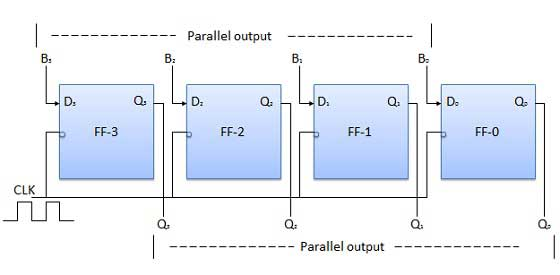 Parallel output
B₃ B₂ B₁ B₀
D₃ Q₃ D₂ Q₂ D₁ Q₁ D₀ Q₀
FF-3 FF-2 FF-1 FF-0
CLK
Q₃ Q₂ Q₁ Q₀
Parallel output